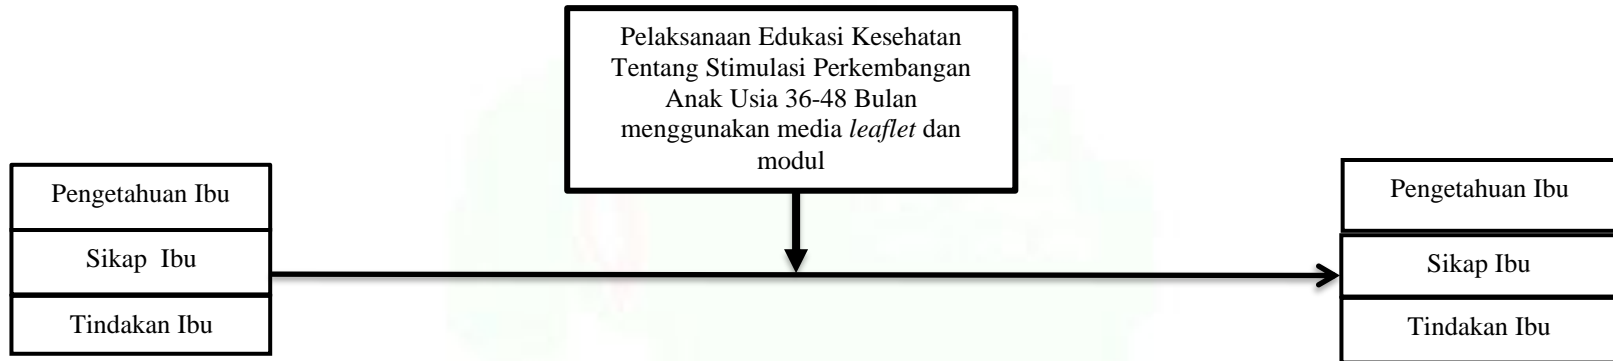 Pelaksanaan Edukasi Kesehatan
Tentang Stimulasi Perkembangan
Anak Usia 36-48 Bulan
menggunakan media leaflet dan
modul
Pengetahuan Ibu
Sikap Ibu
Tindakan Ibu
Pengetahuan Ibu
Sikap Ibu
Tindakan Ibu